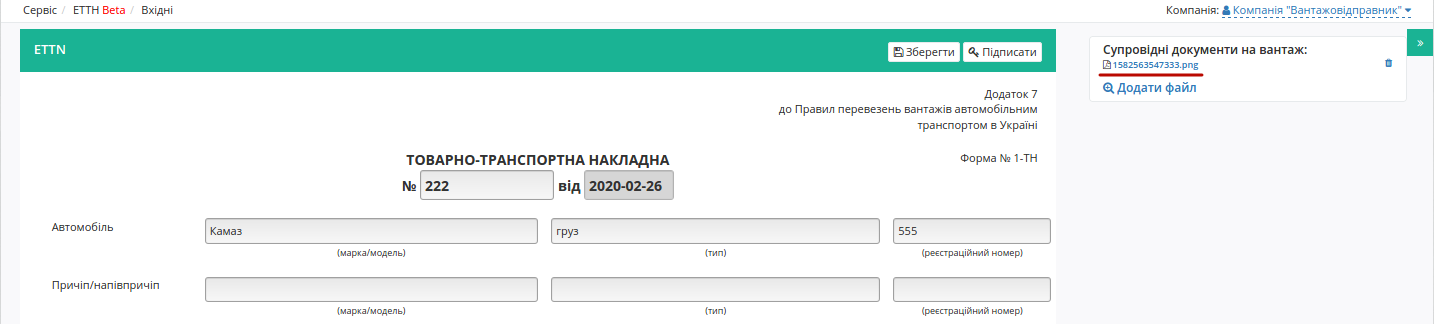 Сервіс / ЕТТН Beta / Вхідні
Компанія: Компанія "Вантажовідправник"
ETTN
Зберегти
Підписати
»
Супровідні документи на вантаж:
1582563547333.png
Додати файл
Додаток 7
до Правил перевезень вантажів автомобільним
транспортом в Україні
ТОВАРНО-ТРАНСПОРТНА НАКЛАДНА
Форма № 1-ТН
№ 222 від 2020-02-26
Автомобіль Камаз груз 555
(марка/модель) (тип) (реєстраційний номер)
Причіп/напівпричіп
(марка/модель) (тип) (реєстраційний номер)